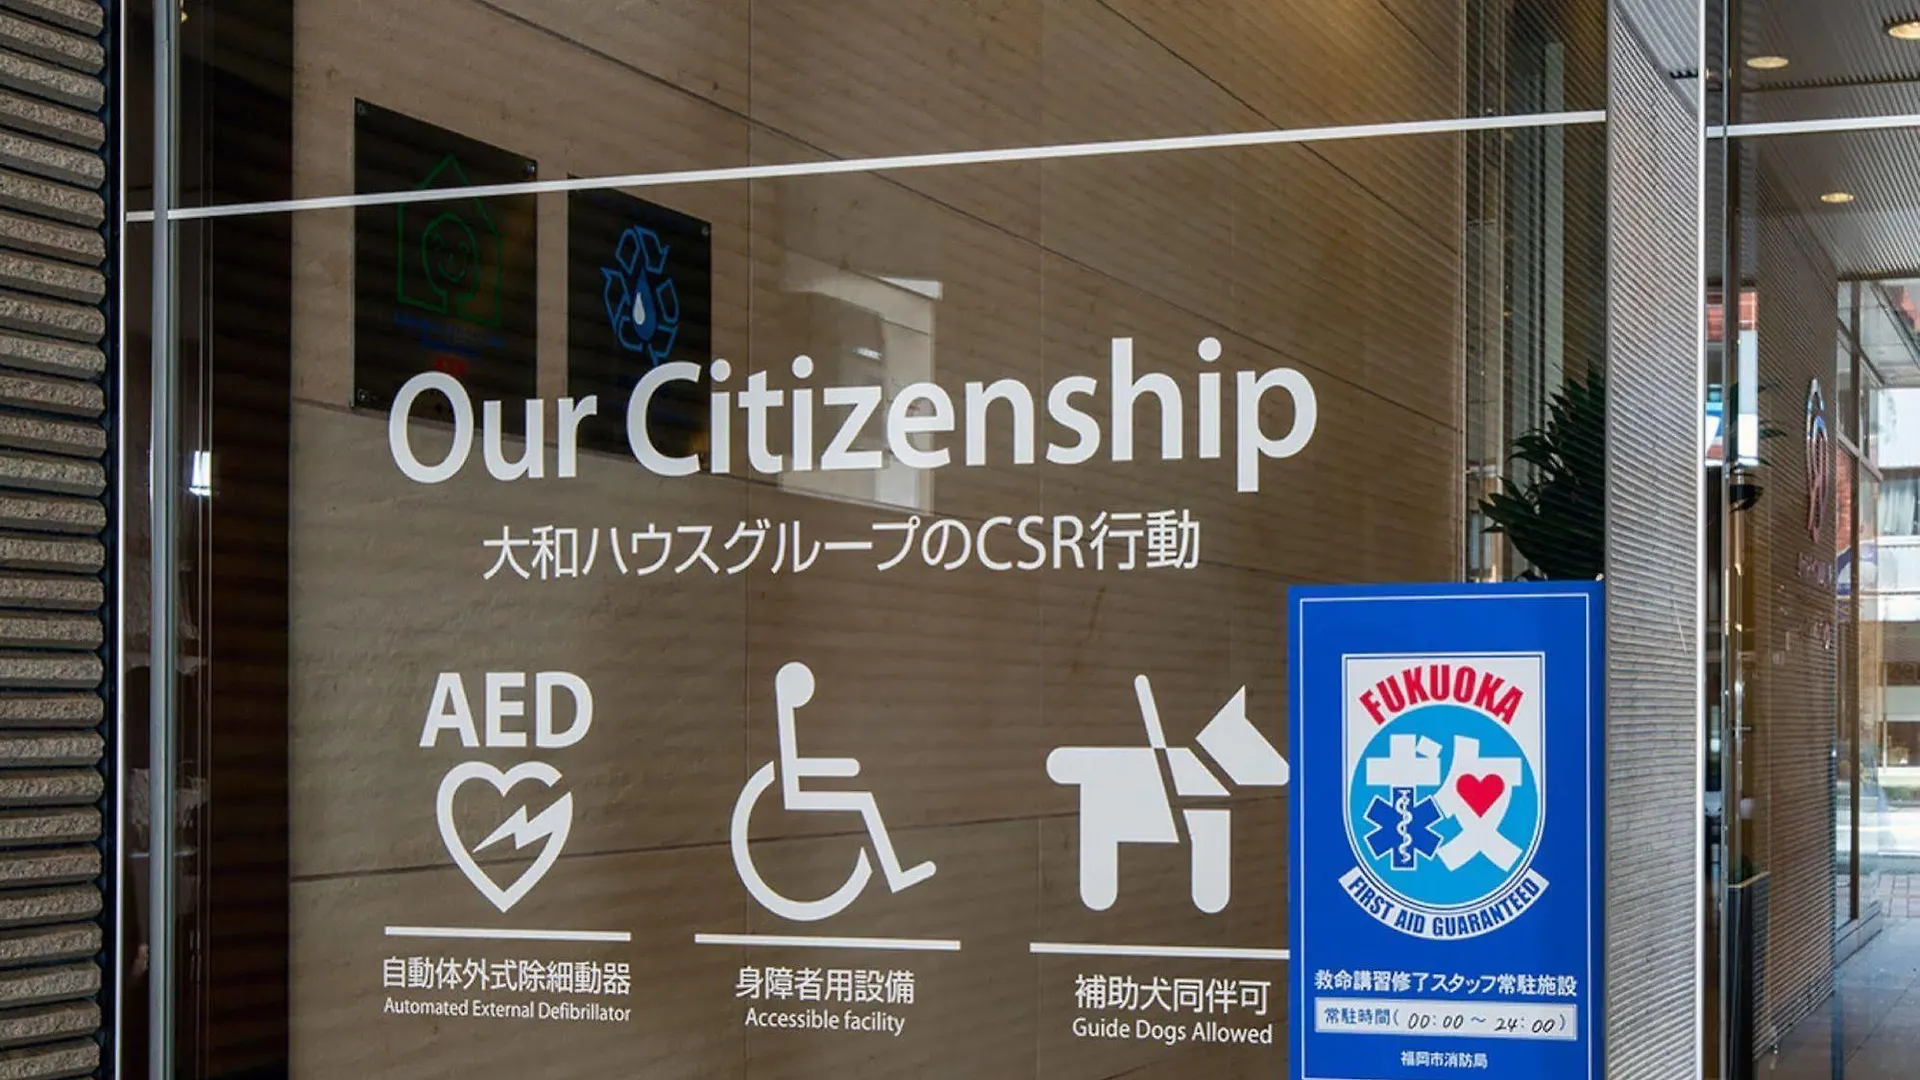 Our Citizenship
大和ハウスグループのCSR行動
AED
自動体外式除細動器
Automated External Defibrillator
身障者用設備
Accessible facility
補助犬同伴可
Guide Dogs Allowed
FUKUOKA
救
FIRST AID GUARANTEED
救命講習修了スタッフ常駐施設
常駐時間( 00:00 ~ 24:00 )
福岡市消防局